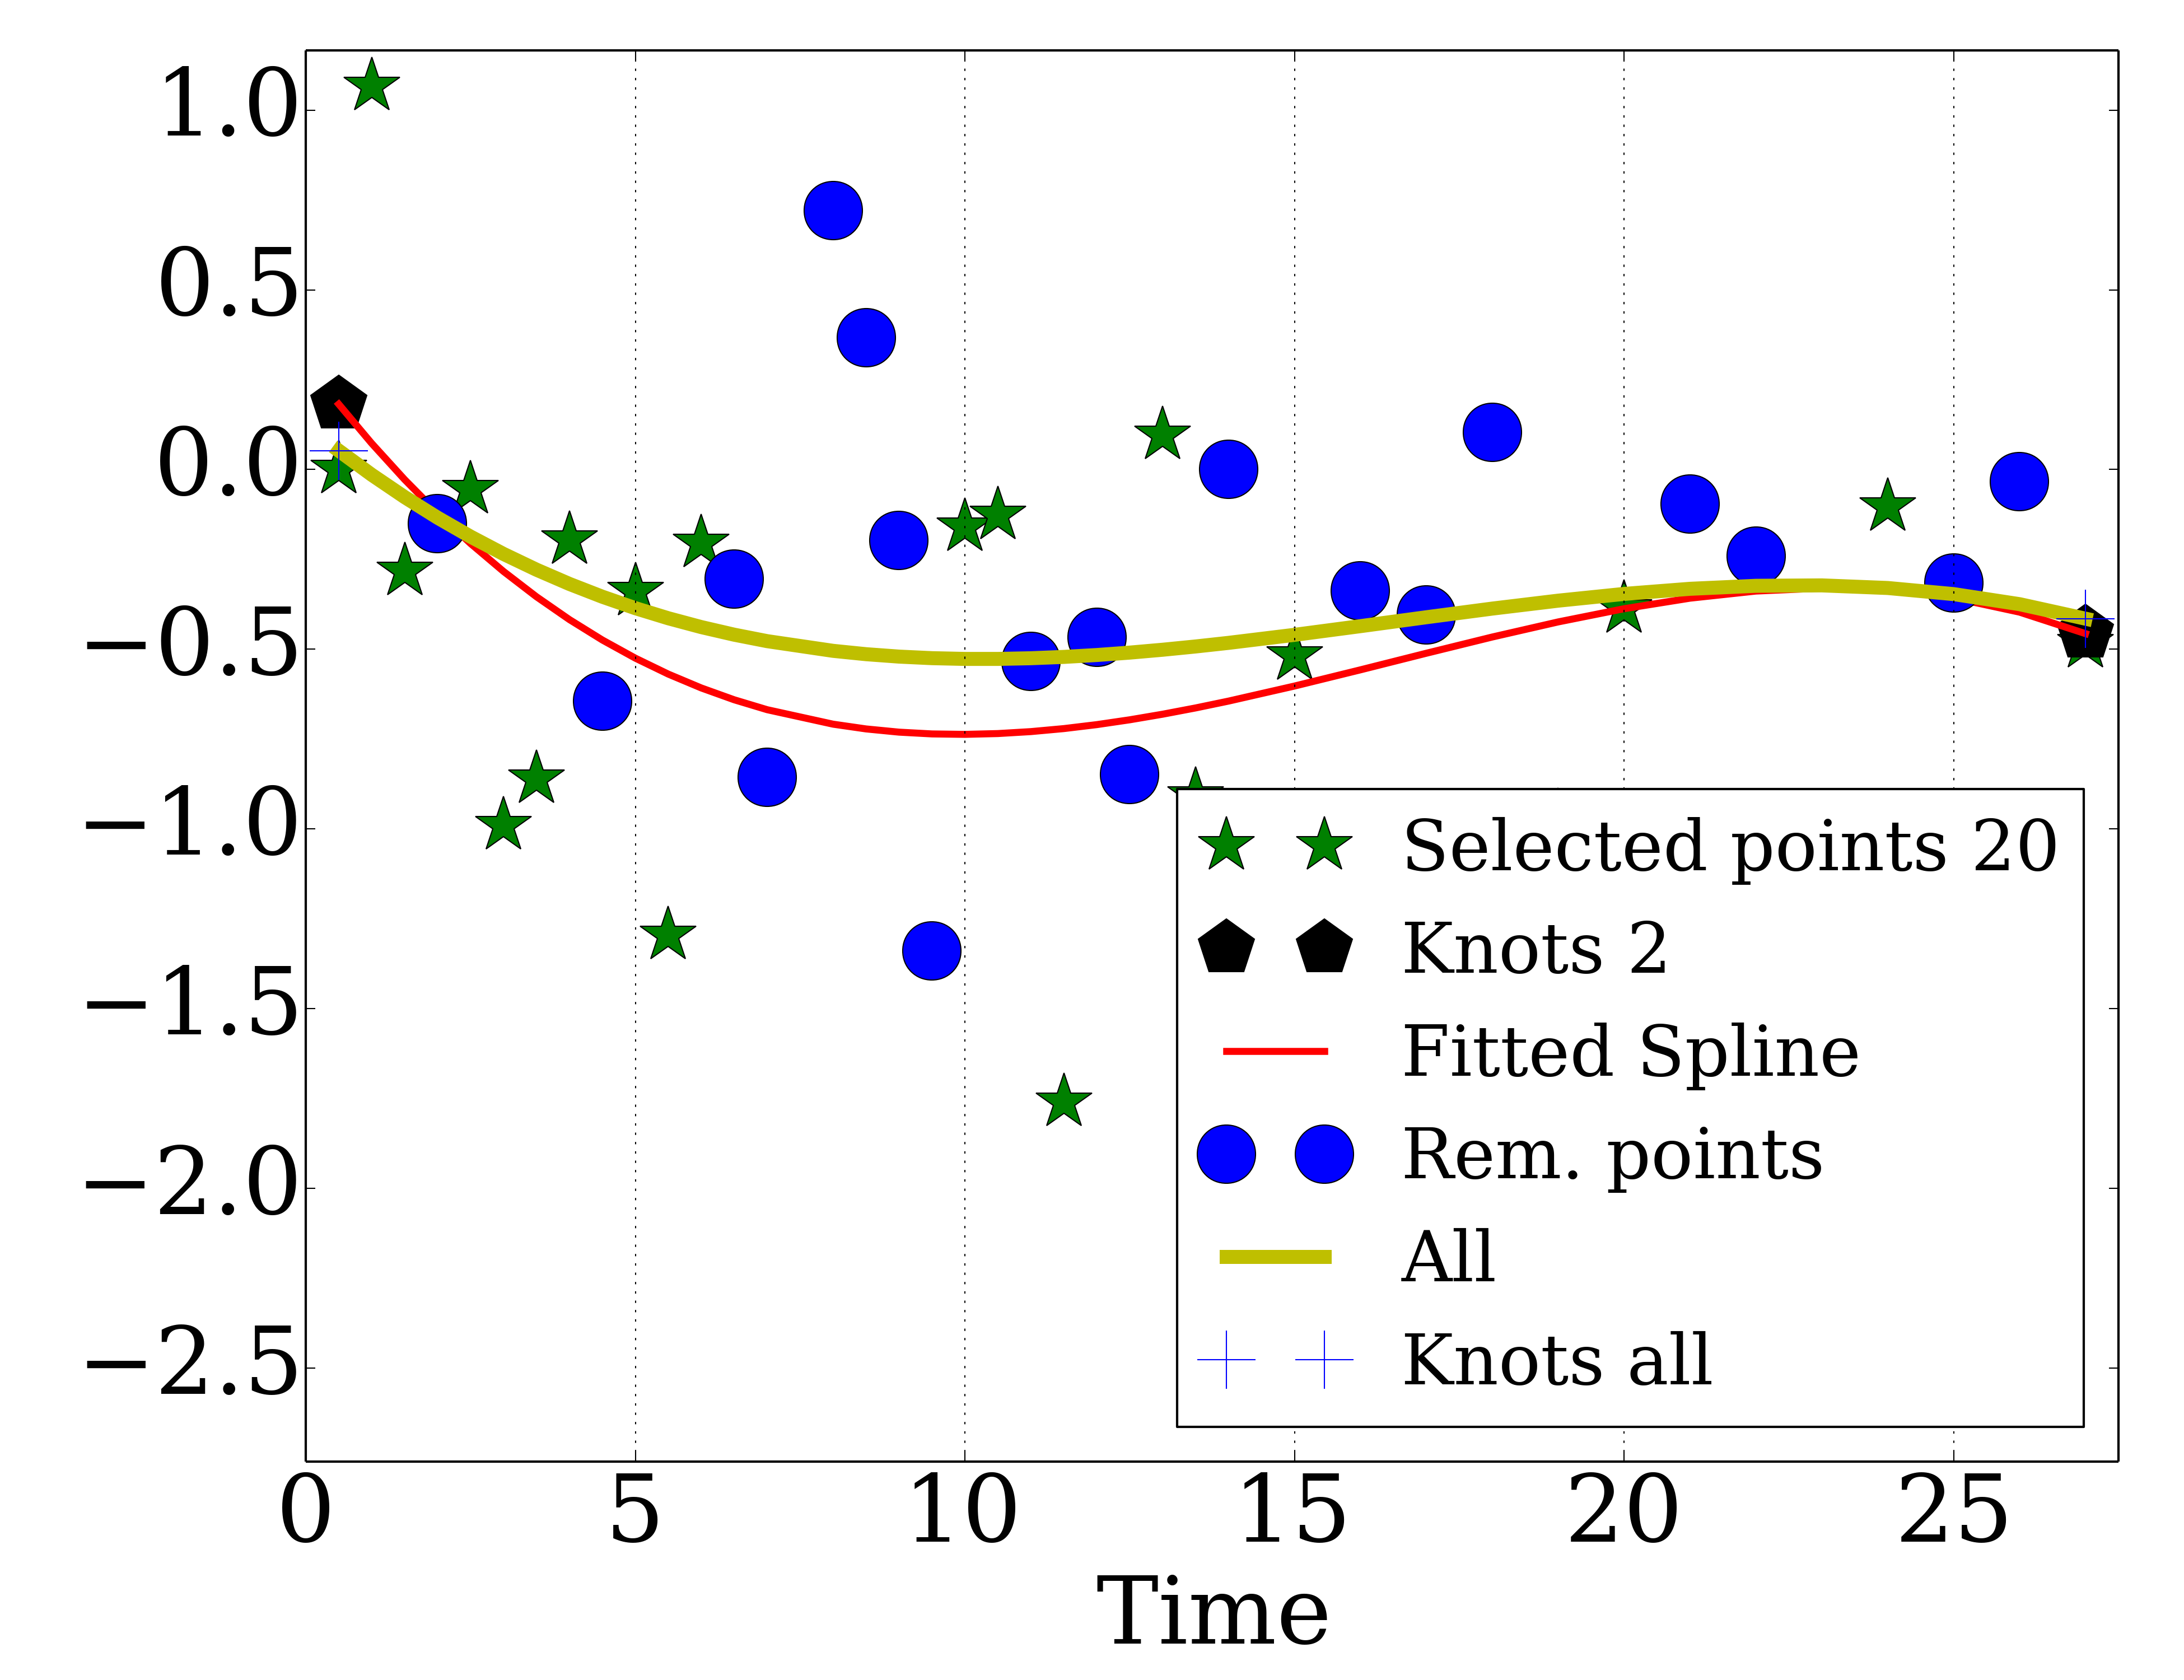 1.0
0.5
0.0
−0.5
−1.0
−1.5
−2.0
−2.5
0 5 10 15 20 25
Time
Selected points 20
Knots 2
Fitted Spline
Rem. points
All
Knots all